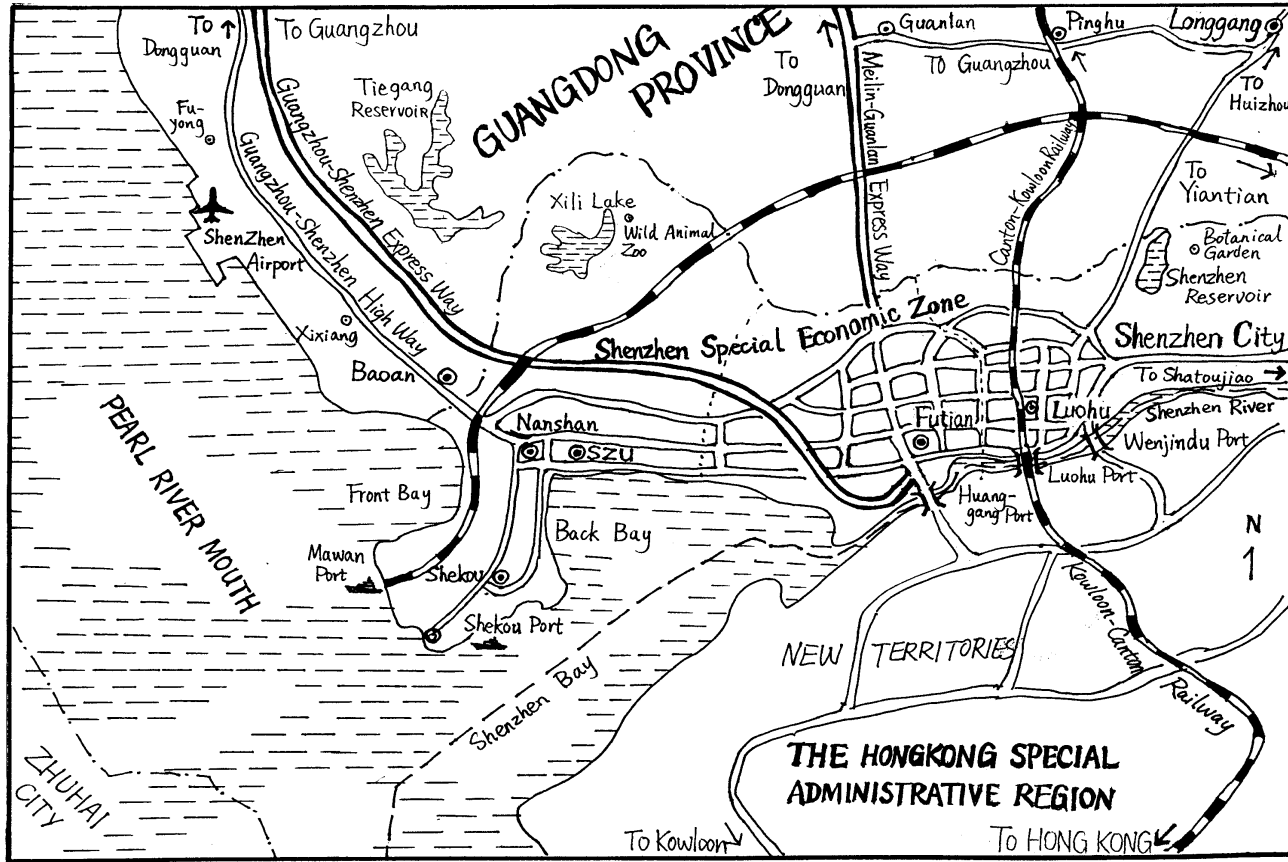 To
Dongguan
To Guangzhou
GUANGDONG
PROVINCE
Guanlan
Pinghu
Longgang
To Guangzhou
To
Dongguan
To
Huizhou
Tiegang
Reservoir
Fu-
yong
Guangzhou-Shenzhen Express Way
Guangzhou-Shenzhen High Way
Meilin-Guanlan Express Way
Canton-Kowloon Railway
To
Yiantian
Xili Lake
Wild Animal
Zoo
ShenZhen
Airport
Botanical
Garden
Shenzhen
Reservoir
Xixiang
Shenzhen Special Economic Zone
Shenzhen City
Baoan
To Shatoujiao
Shenzhen River
Nanshan
SZU
Futian
Luohu
Wenjindu Port
Luohu Port
Huang-
gang Port
PEARL RIVER MOUTH
Front Bay
Back Bay
N
Mawan
Port
Shekou
Shekou Port
Kowloon-Canton Railway
NEW TERRITORIES
Shenzhen Bay
THE HONGKONG SPECIAL
ADMINISTRATIVE REGION
ZHUHAI
CITY
To Kowloon
To HONG KONG